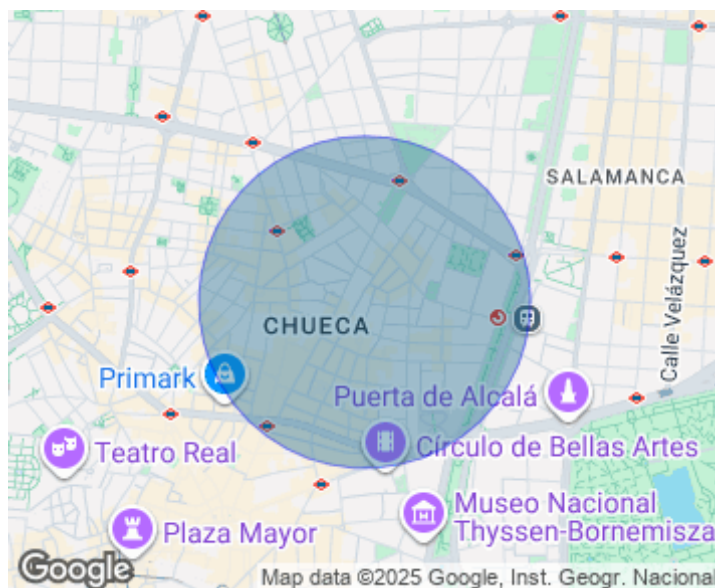 SALAMANCA
Calle Velázquez
CHUECA
Primark
Puerta de Alcalá
Teatro Real
Círculo de Bellas Artes
Museo Nacional
Thyssen-Bornemisza
Plaza Mayor
Google
Map data ©2025 Google, Inst. Geogr. Nacional